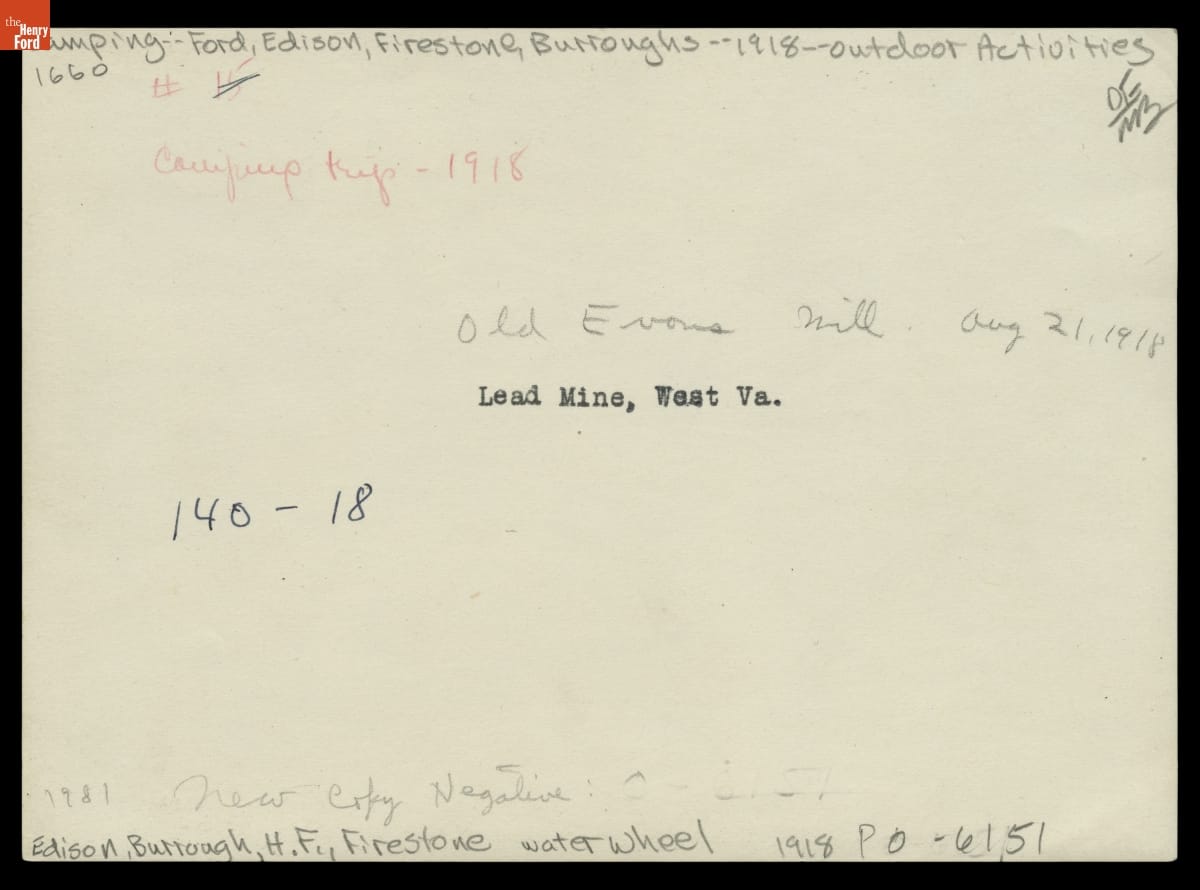 the Henry Ford
amping -- Ford, Edison, Firestone, Burroughs -- 1918 -- outdoor Activities
1660
# 15
Camping trip - 1918
Old Evans Mill. Aug 21, 1918
Lead Mine, West Va.
140 - 18
1981 New Copy Negative:
Edison, Burrough, H.F., Firestone water wheel 1918 P O - 6151